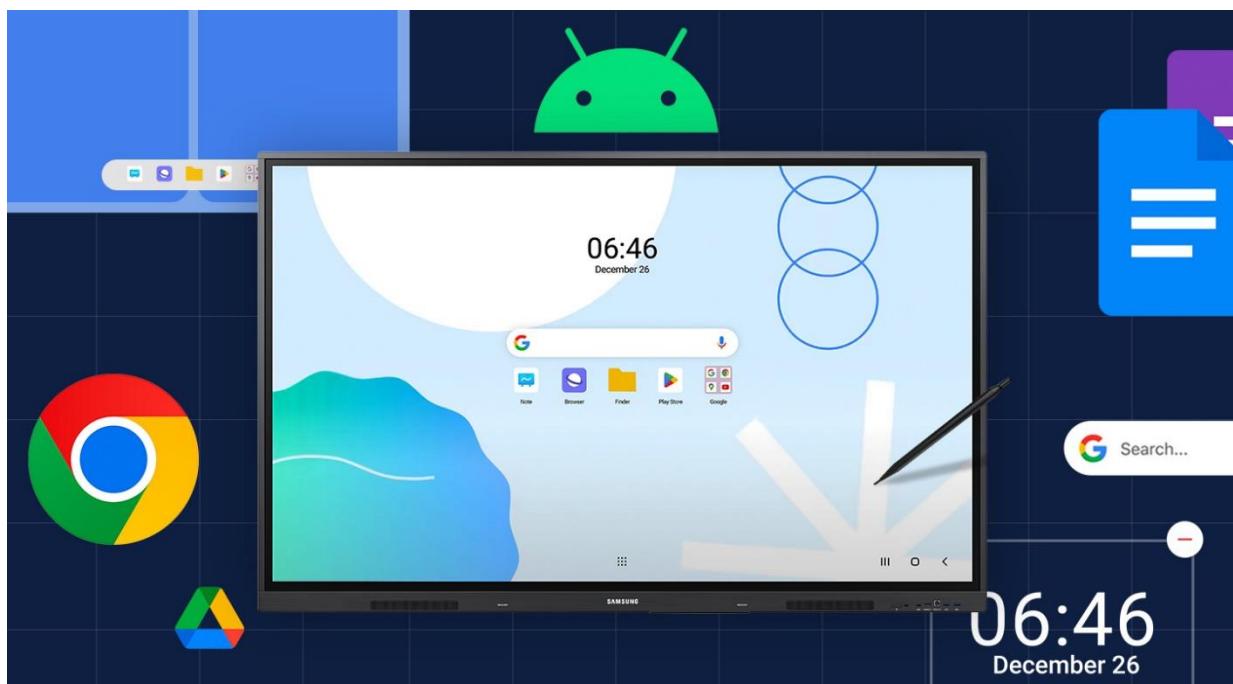 06:46
December 26
Note
Browser
Finder
Play Store
Google
Search...
SAMSUNG
06:46
December 26